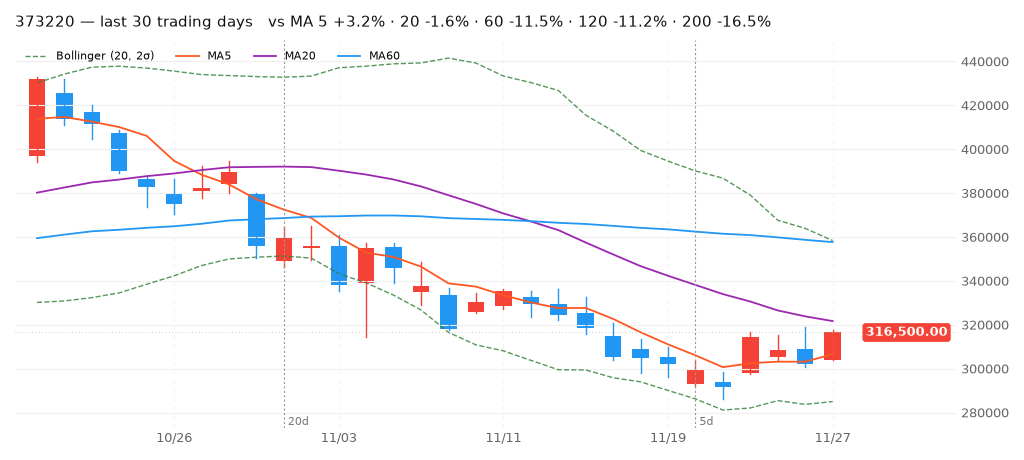 373220 — last 30 trading days   vs MA 5 +3.2% · 20 -1.6% · 60 -11.5% · 120 -11.2% · 200 -16.5%
Bollinger (20, 2σ)   MA5   MA20   MA60
440000
420000
400000
380000
360000
340000
320000
316,500.00
300000
280000
20d   5d
10/26   11/03   11/11   11/19   11/27